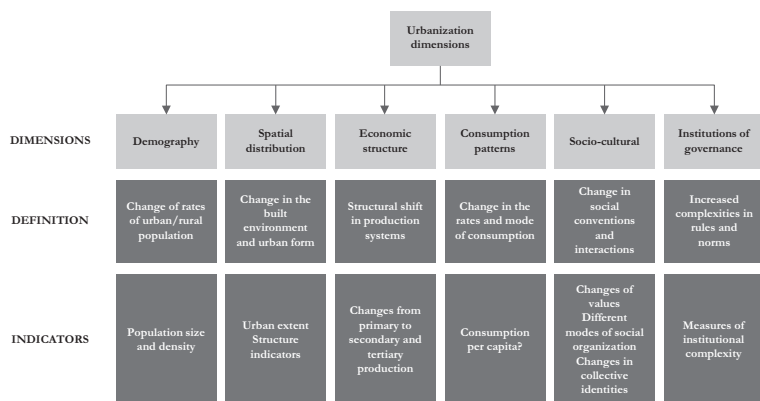 Urbanization
dimensions
DIMENSIONS
Demography
Spatial
distribution
Economic
structure
Consumption
patterns
Socio-cultural
Institutions of
governance
DEFINITION
Change of rates
of urban/rural
population
Change in the
built
environment
and urban form
Structural shift
in production
systems
Change in the
rates and mode
of consumption
Change in
social
conventions
and
interactions
Increased
complexities in
rules and
norms
INDICATORS
Population size
and density
Urban extent
Structure
indicators
Changes from
primary to
secondary and
tertiary
production
Consumption
per capita?
Changes of
values
Different
modes of social
organization
Changes in
collective
identities
Measures of
institutional
complexity